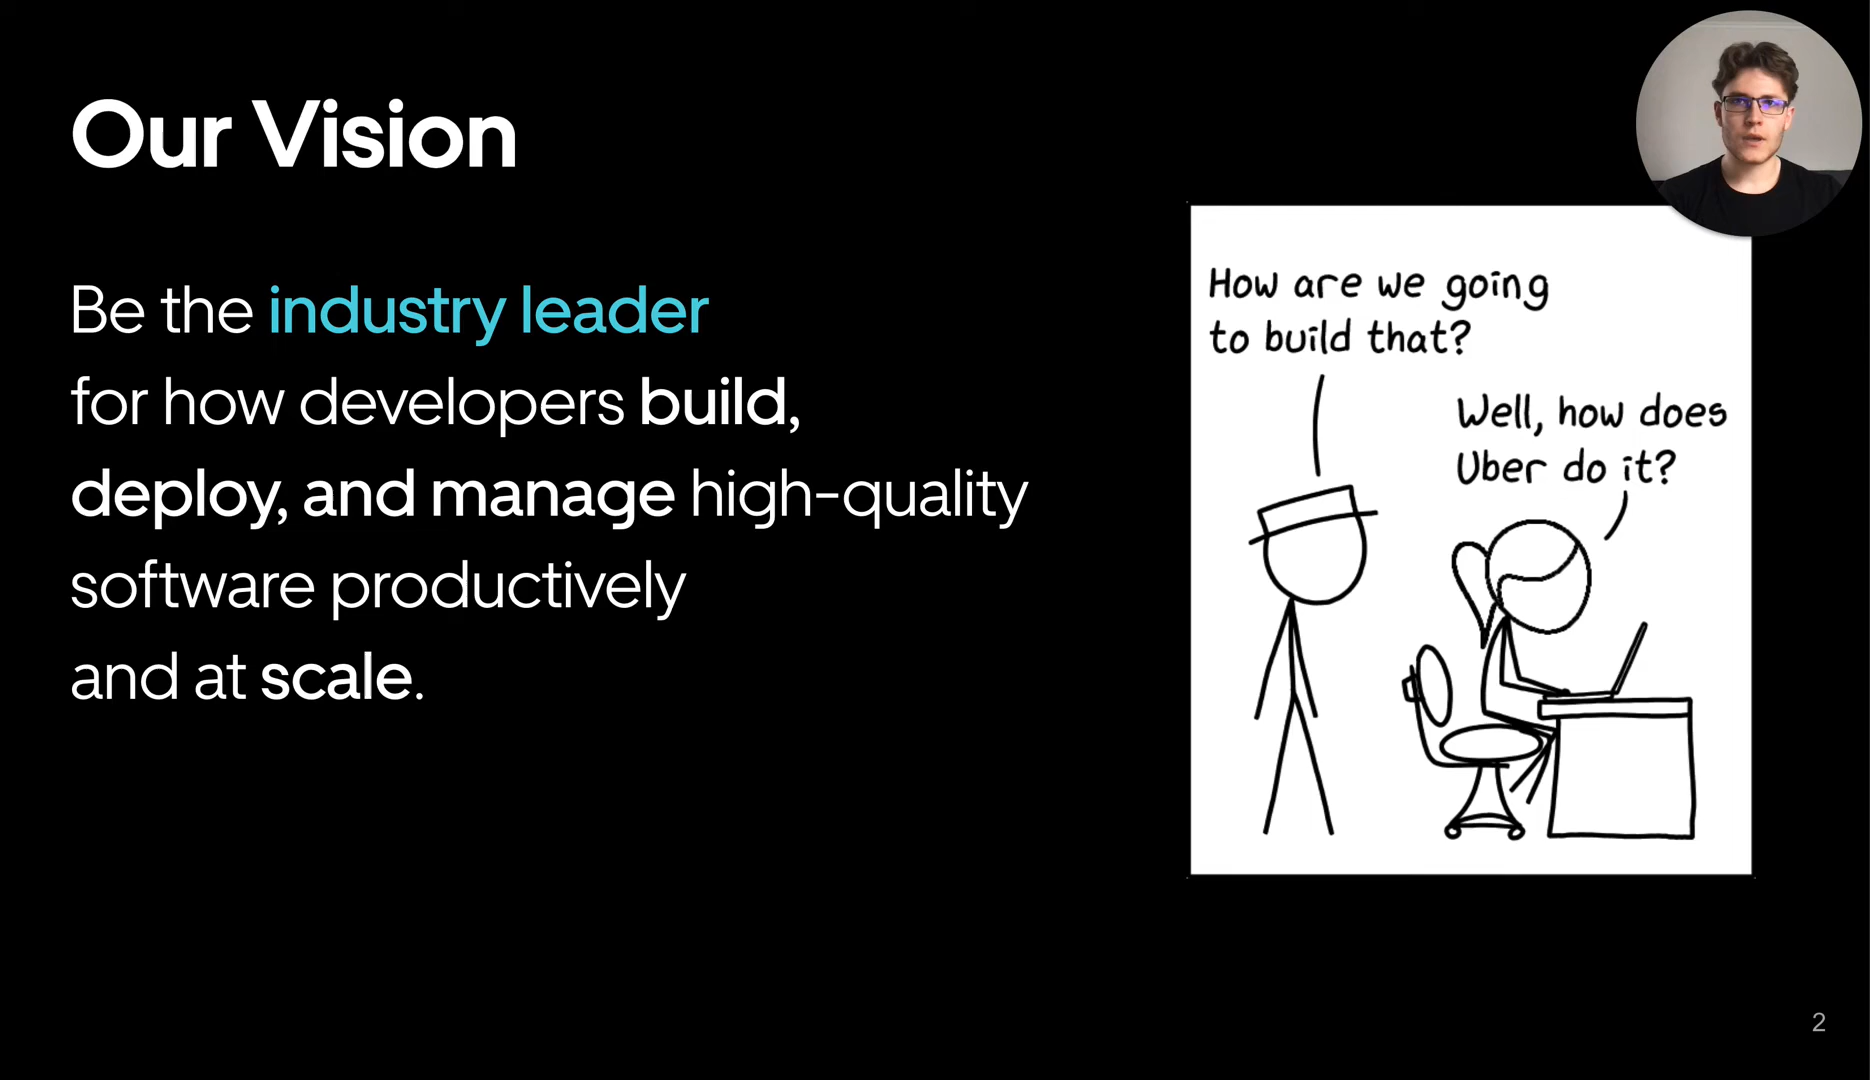 Our Vision
Be the industry leader
for how developers build,
deploy, and manage high-quality
software productively
and at scale.
How are we going
to build that?
Well, how does
Uber do it?
2